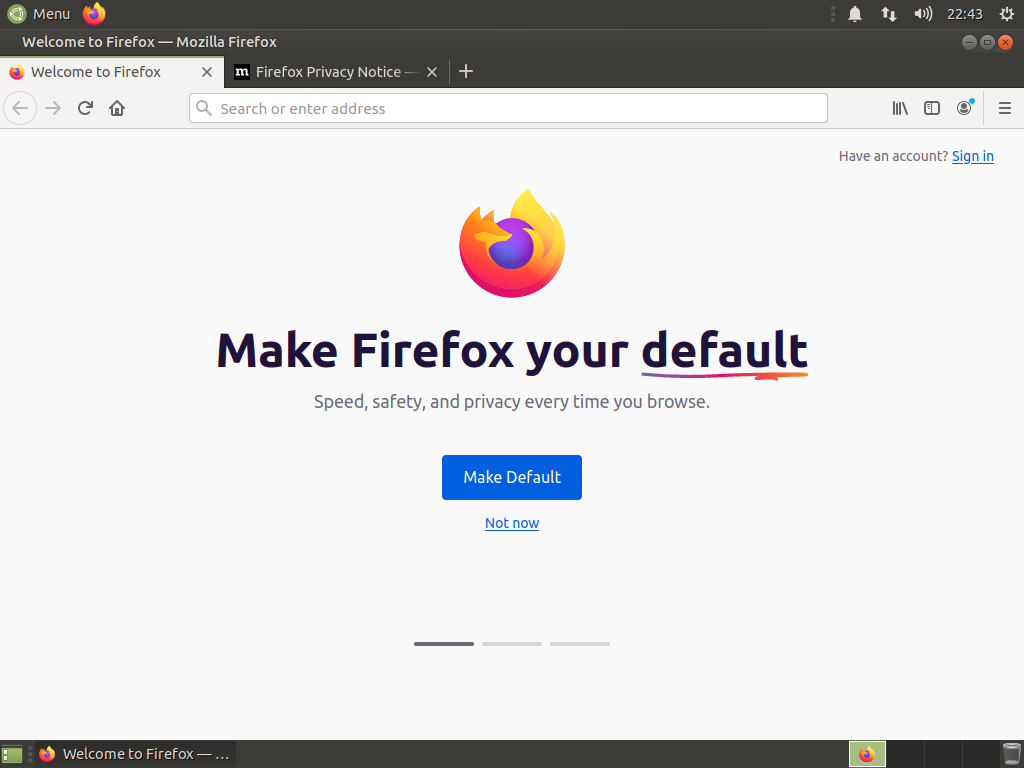 Menu
22:43
Welcome to Firefox — Mozilla Firefox
Welcome to Firefox
m Firefox Privacy Notice —
Search or enter address
Have an account? Sign in
Make Firefox your default
Speed, safety, and privacy every time you browse.
Make Default
Not now
Welcome to Firefox — …